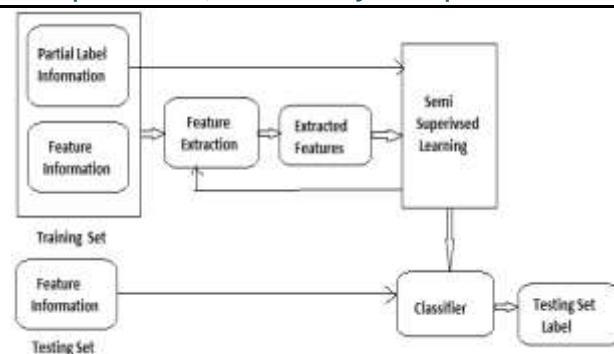 Partial Label
Information
Feature
Information
Training Set
Feature
Extraction
Extracted
Features
Semi
Superivsed
Learning
Feature
Information
Testing Set
Classifier
Testing Set
Label